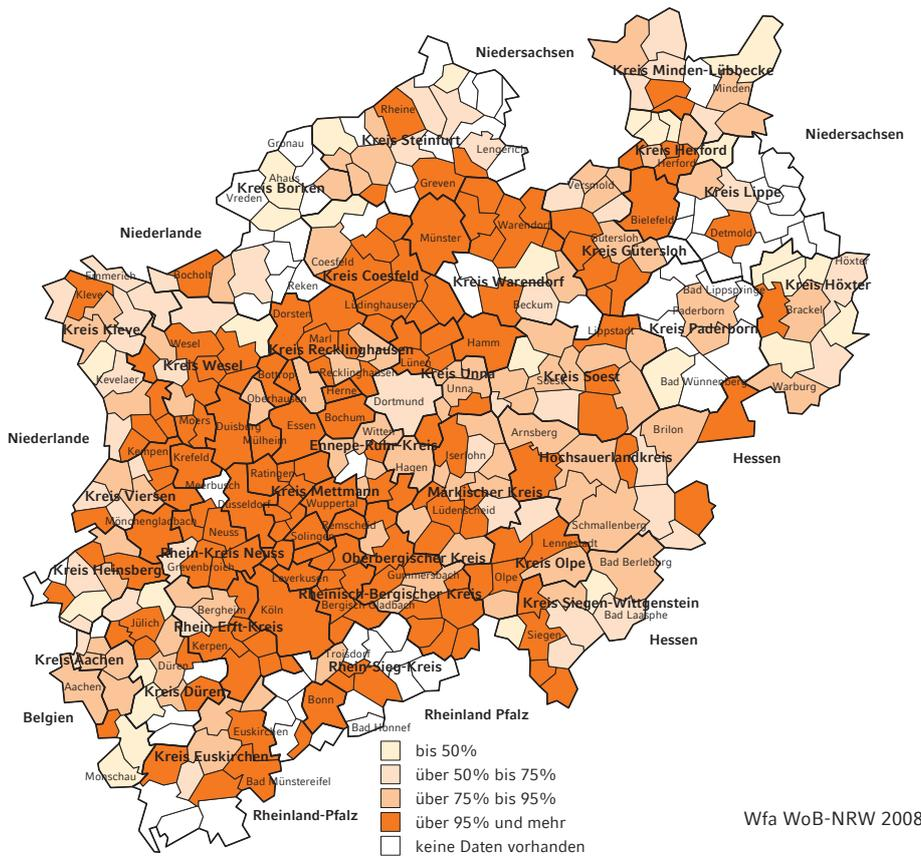 Niedersachsen
Kreis Minden-Lübbecke
Minden
Rheine
Niedersachsen
Gronau
Kreis Steinfurt
Lengerich
Kreis Herford
Herford
Ahaus
Kreis Borken
Vreden
Greven
Versmold
Kreis Lippe
Niederlande
Münster
Warendorf
Bielefeld
Detmold
Gütersloh
Kreis Gütersloh
Coesfeld
Höxter
Emmerich
Bocholt
Kreis Coesfeld
Kreis Warendorf
Kreis Höxter
Reken
Bad Lippspringe
Kleve
Lüdinghausen
Beckum
Paderborn
Brackel
Dorsten
Kreis Kleve
Lippstadt
Kreis Paderborn
Wesel
Marl
Kreis Recklinghausen
Hamm
Kreis Wesel
Lünen
Kreis Unna
Kevelaer
Bottrop
Recklinghausen
Soest
Kreis Soest
Bad Wünnenberg
Warburg
Herne
Unna
Oberhausen
Dortmund
Moers
Duisburg
Essen
Bochum
Witten
Arnsberg
Brilon
Niederlande
Mülheim
Ennepe-Ruhr-Kreis
Kempen
Krefeld
Iserlohn
Hochsauerlandkreis
Hessen
Hagen
Ratingen
Meerbusch
Kreis Mettmann
Märkischer Kreis
Kreis Viersen
Düsseldorf
Wuppertal
Lüdenscheid
Mönchengladbach
Remscheid
Schmallenberg
Neuss
Solingen
Lennestadt
Rhein-Kreis Neuss
Oberbergischer Kreis
Kreis Olpe
Bad Berleborg
Kreis Heinsberg
Grevenbroich
Leverkusen
Gummersbach
Olpe
Rheinisch-Bergischer Kreis
Kreis Siegen-Wittgenstein
Bergheim
Köln
Bergisch Gladbach
Bad Laasphe
Jülich
Rhein-Erft-Kreis
Siegen
Hessen
Kerpen
Troisdorf
Kreis Aachen
Düren
Rhein-Sieg-Kreis
Aachen
Kreis Düren
Bonn
Belgien
Rheinland Pfalz
Euskirchen
Bad Honnef
bis 50%
Kreis Euskirchen
Monschau
über 50% bis 75%
Bad Münstereifel
über 75% bis 95%
Rheinland-Pfalz
über 95% und mehr
Wfa WoB-NRW 2008
keine Daten vorhanden